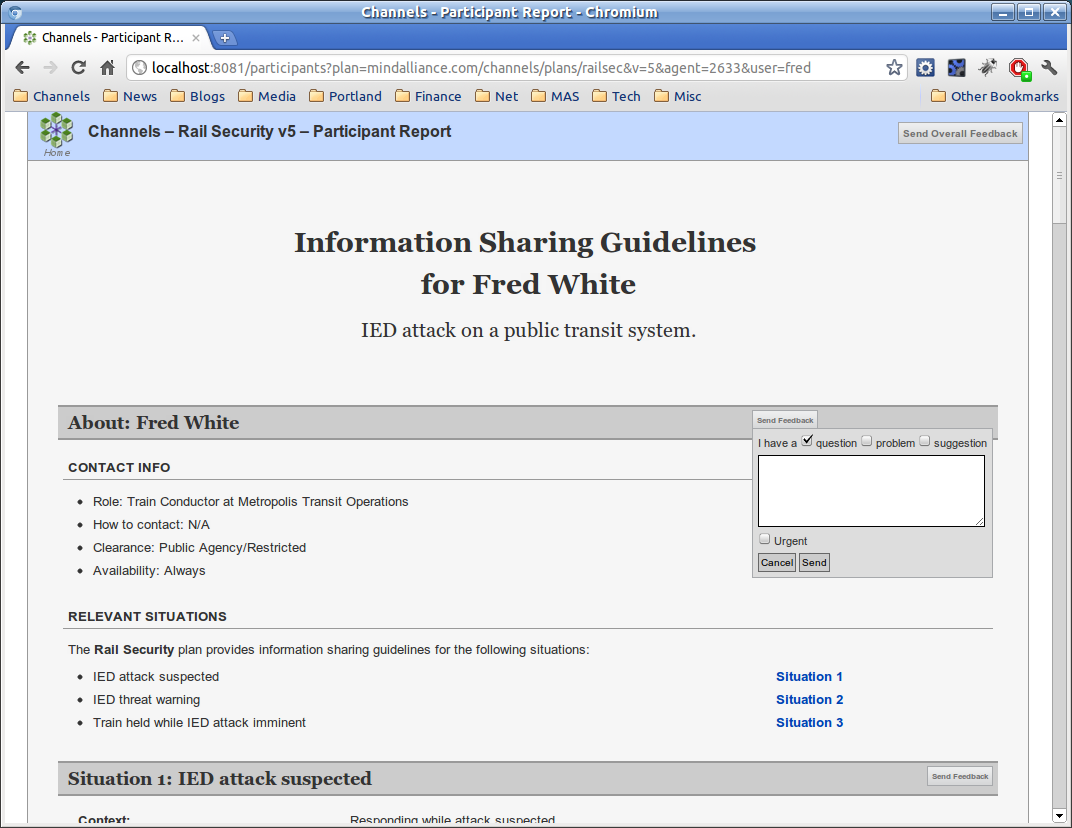 Channels - Participant Report - Chromium
Channels - Participant R...
localhost:8081/participants?plan=mindalliance.com/channels/plans/railsec&v=5&agent=2633&user=fred
Channels News Blogs Media Portland Finance Net MAS Tech Misc Other Bookmarks
Home
Channels – Rail Security v5 – Participant Report
Send Overall Feedback
Information Sharing Guidelines
for Fred White
IED attack on a public transit system.
About: Fred White
Send Feedback
I have a question problem suggestion
Urgent
Cancel Send
CONTACT INFO
Role: Train Conductor at Metropolis Transit Operations
How to contact: N/A
Clearance: Public Agency/Restricted
Availability: Always
RELEVANT SITUATIONS
The Rail Security plan provides information sharing guidelines for the following situations:
IED attack suspected Situation 1
IED threat warning Situation 2
Train held while IED attack imminent Situation 3
Situation 1: IED attack suspected
Send Feedback
Context: Responding while attack suspected